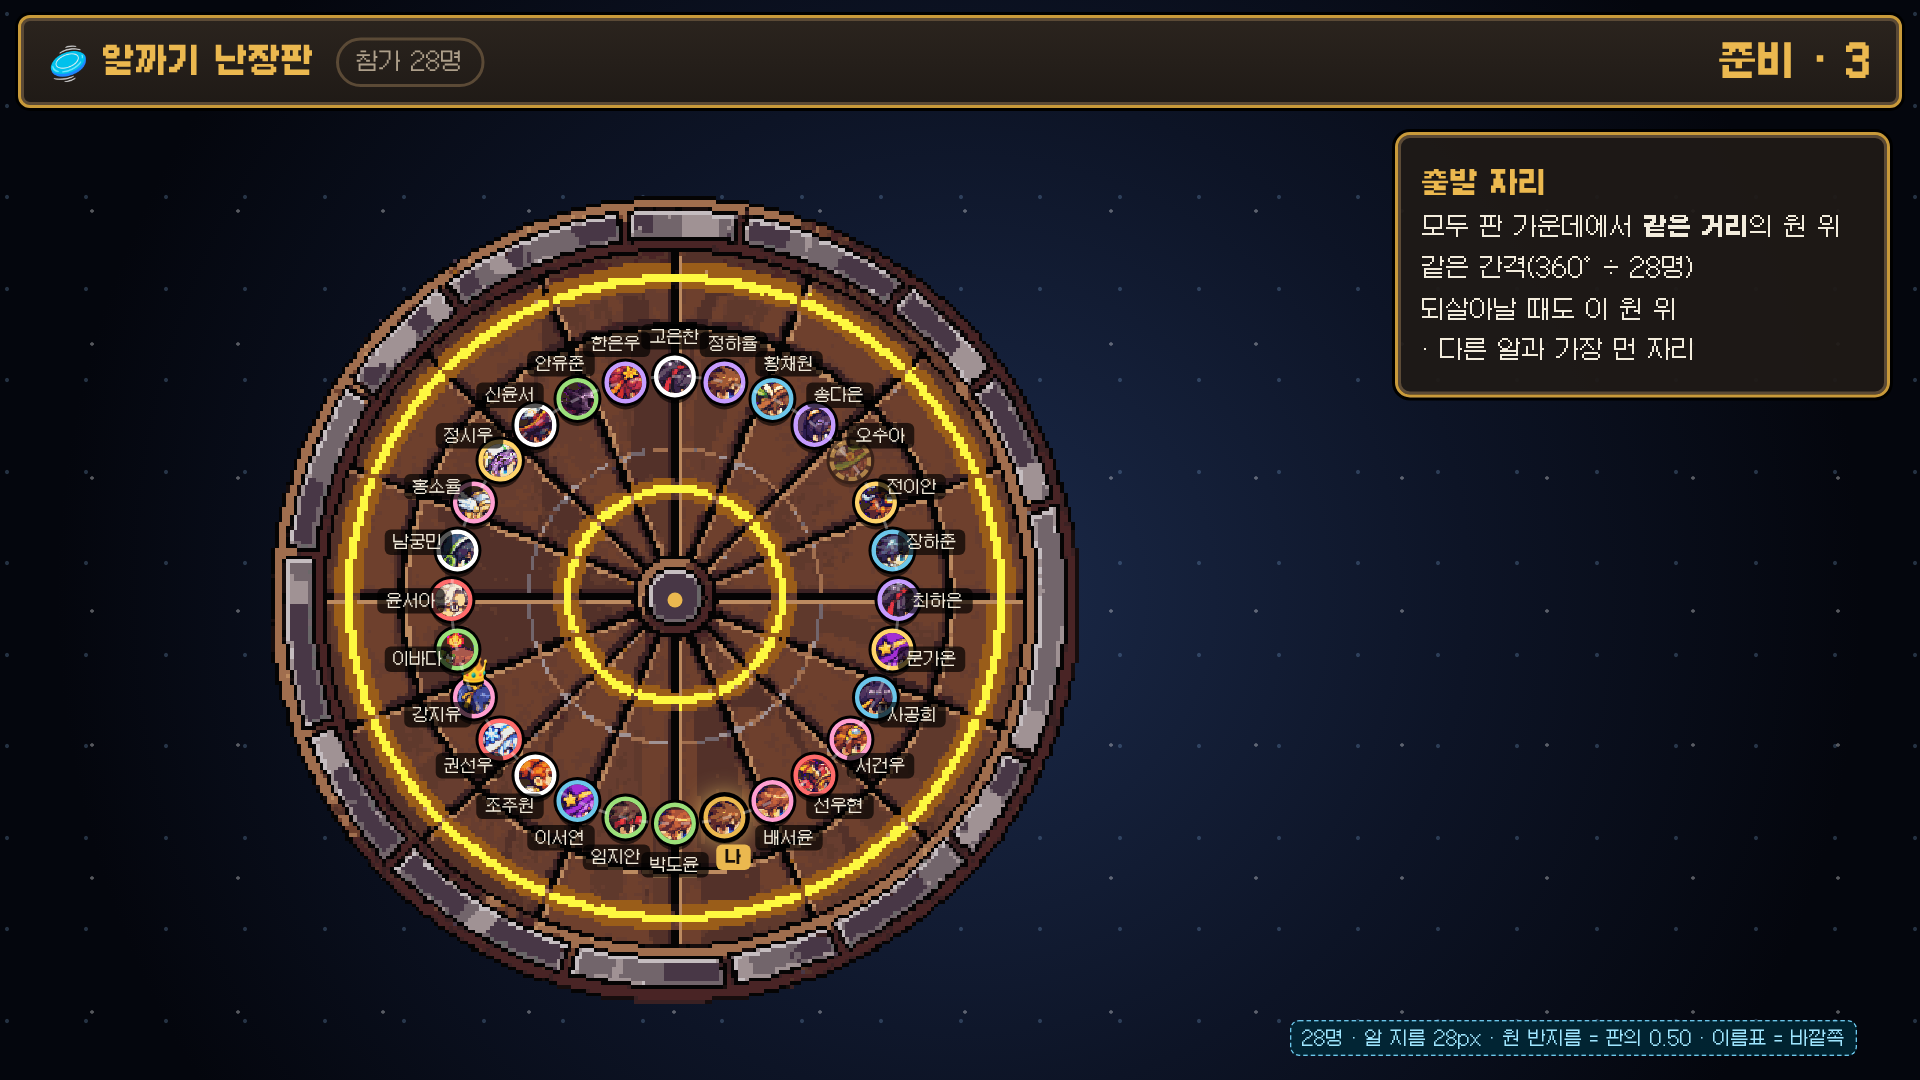 알까기 난장판
참가 28명
준비 · 3
출발 자리
모두 판 가운데에서 같은 거리의 원 위
같은 간격(360° ÷ 28명)
되살아날 때도 이 원 위
· 다른 알과 가장 먼 자리
고은찬
한은우
정하율
안유준
황채원
신윤서
송다은
정시우
오수아
홍소율
전이안
남궁민
장하준
윤서아
최하은
이바다
문가온
강지유
사공희
권선우
서건우
조주원
선우현
이서연
배서윤
임지안
박도윤
나
28명 · 알 지름 28px · 원 반지름 = 판의 0.50 · 이름표 = 바깥쪽